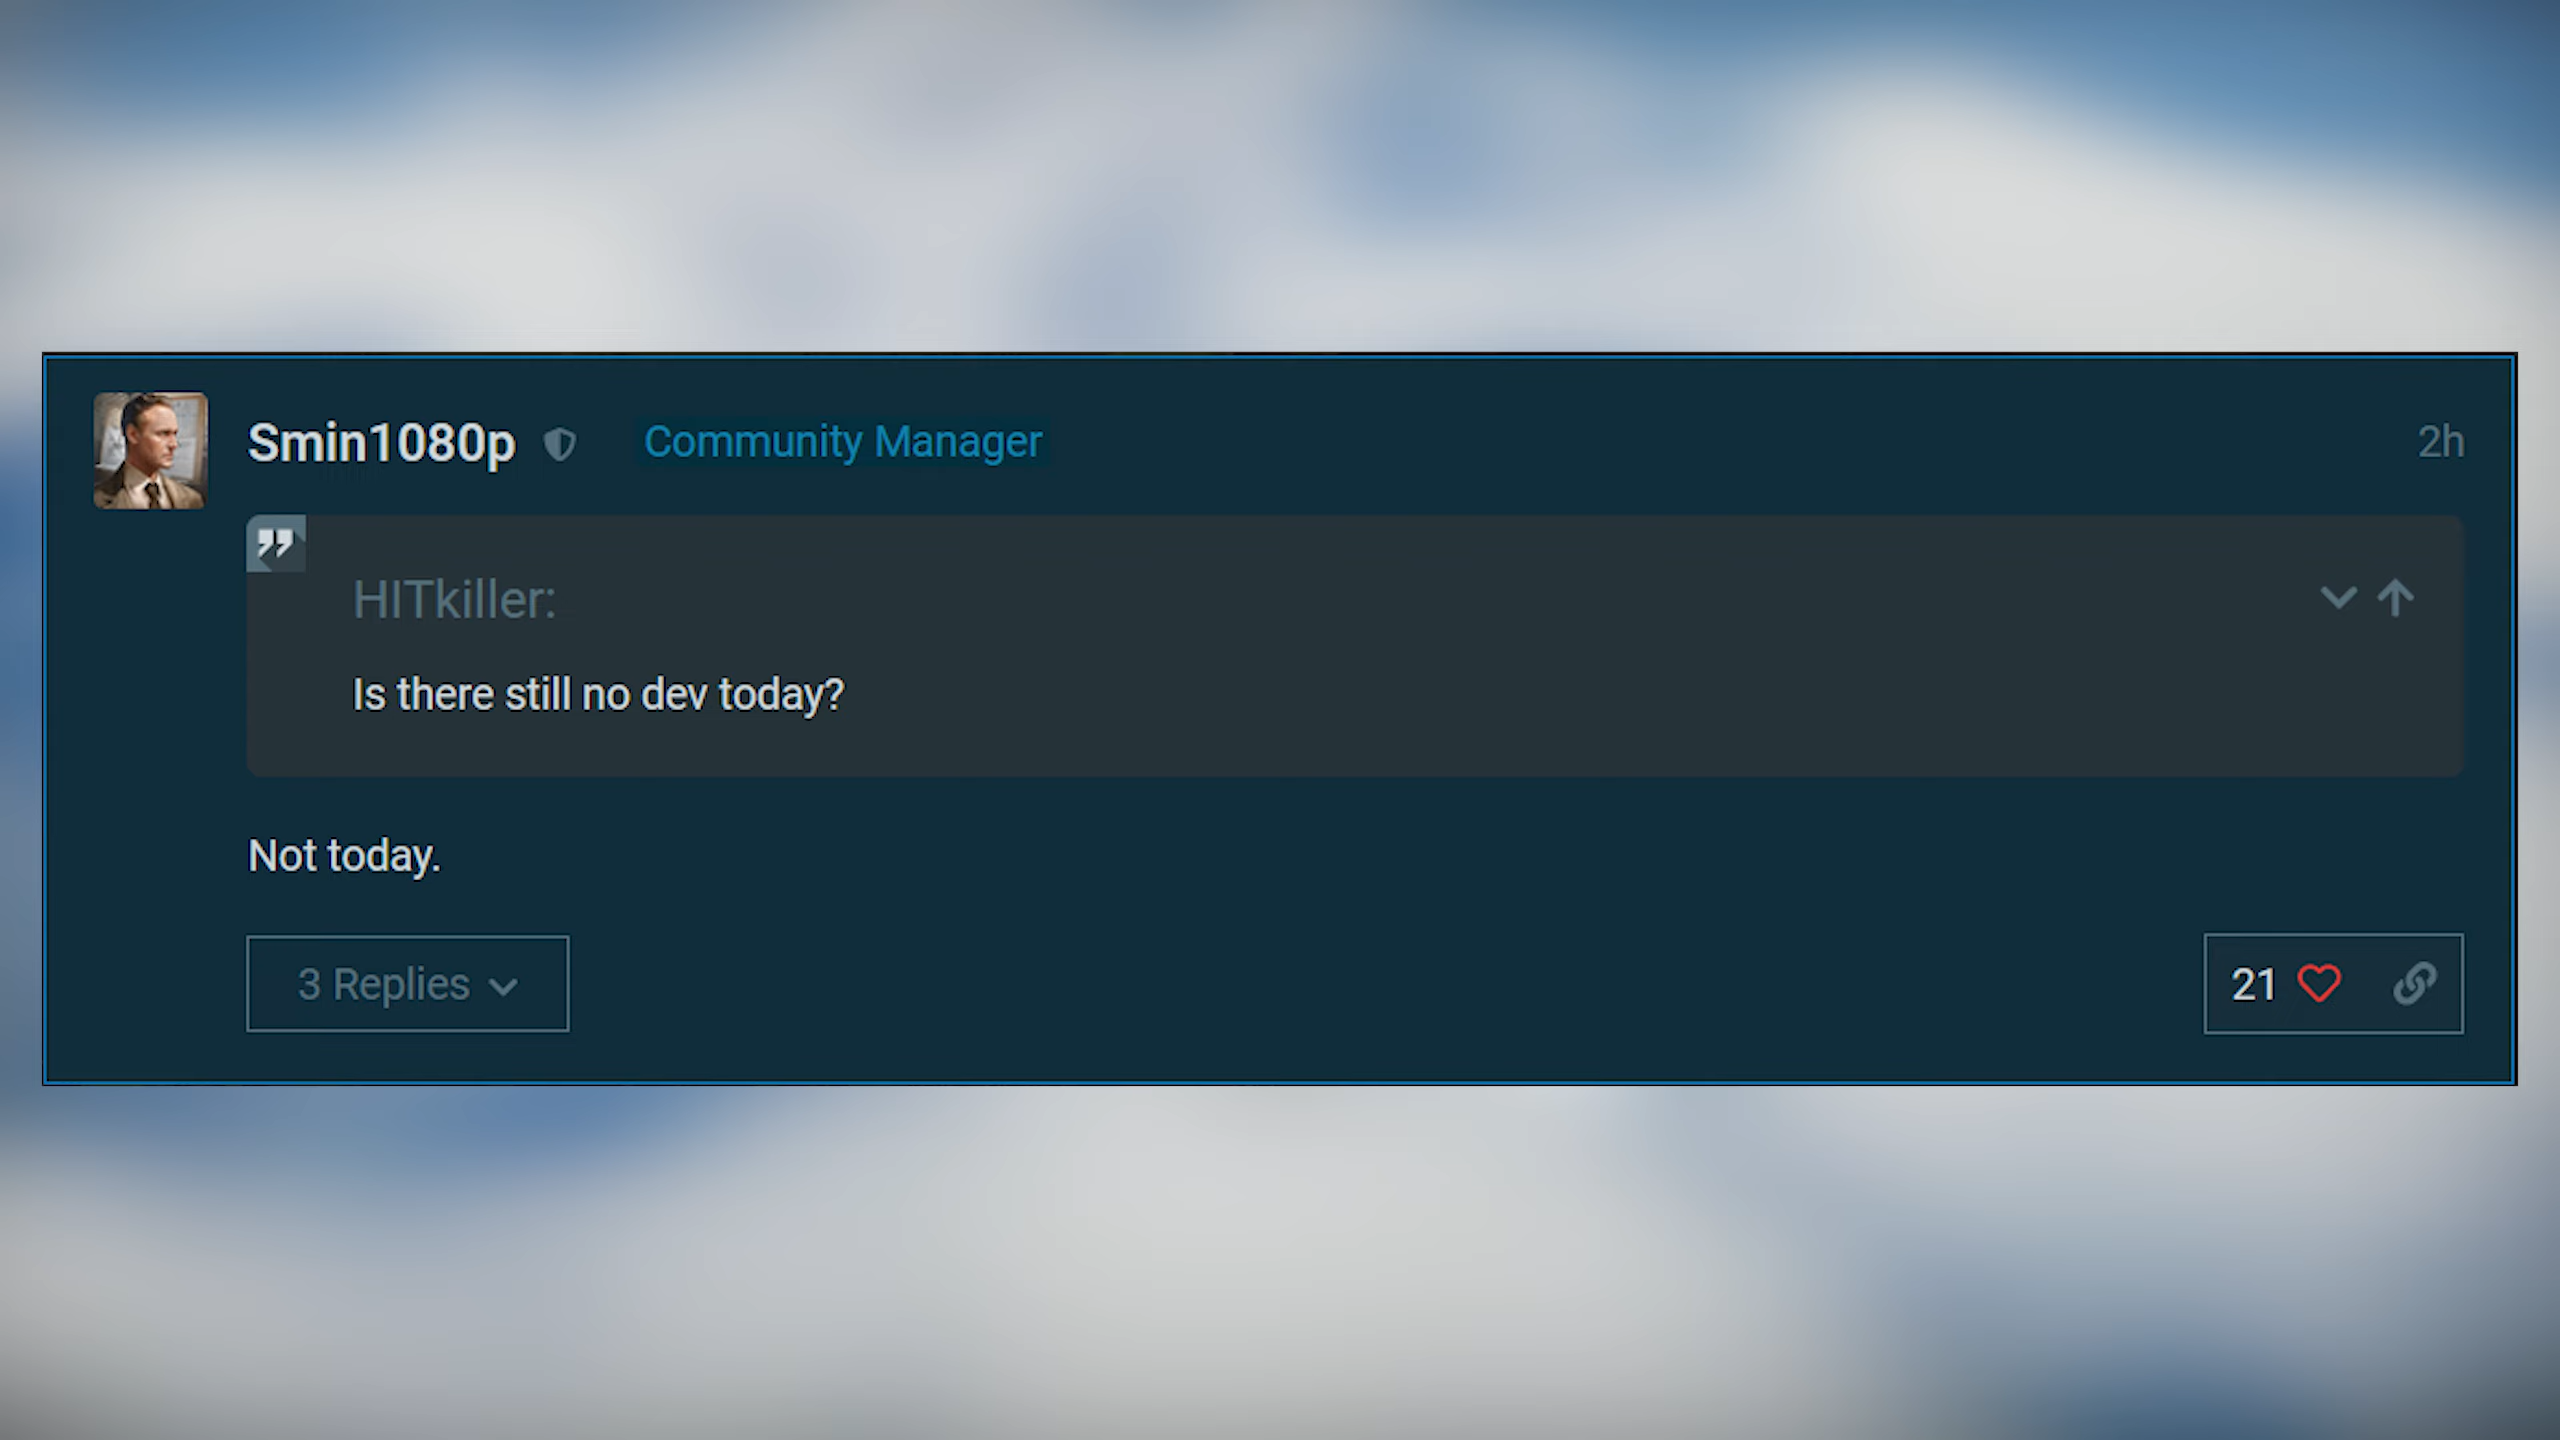 Smin1080p Community Manager 2h
HITkiller:
Is there still no dev today?
Not today.
3 Replies 21